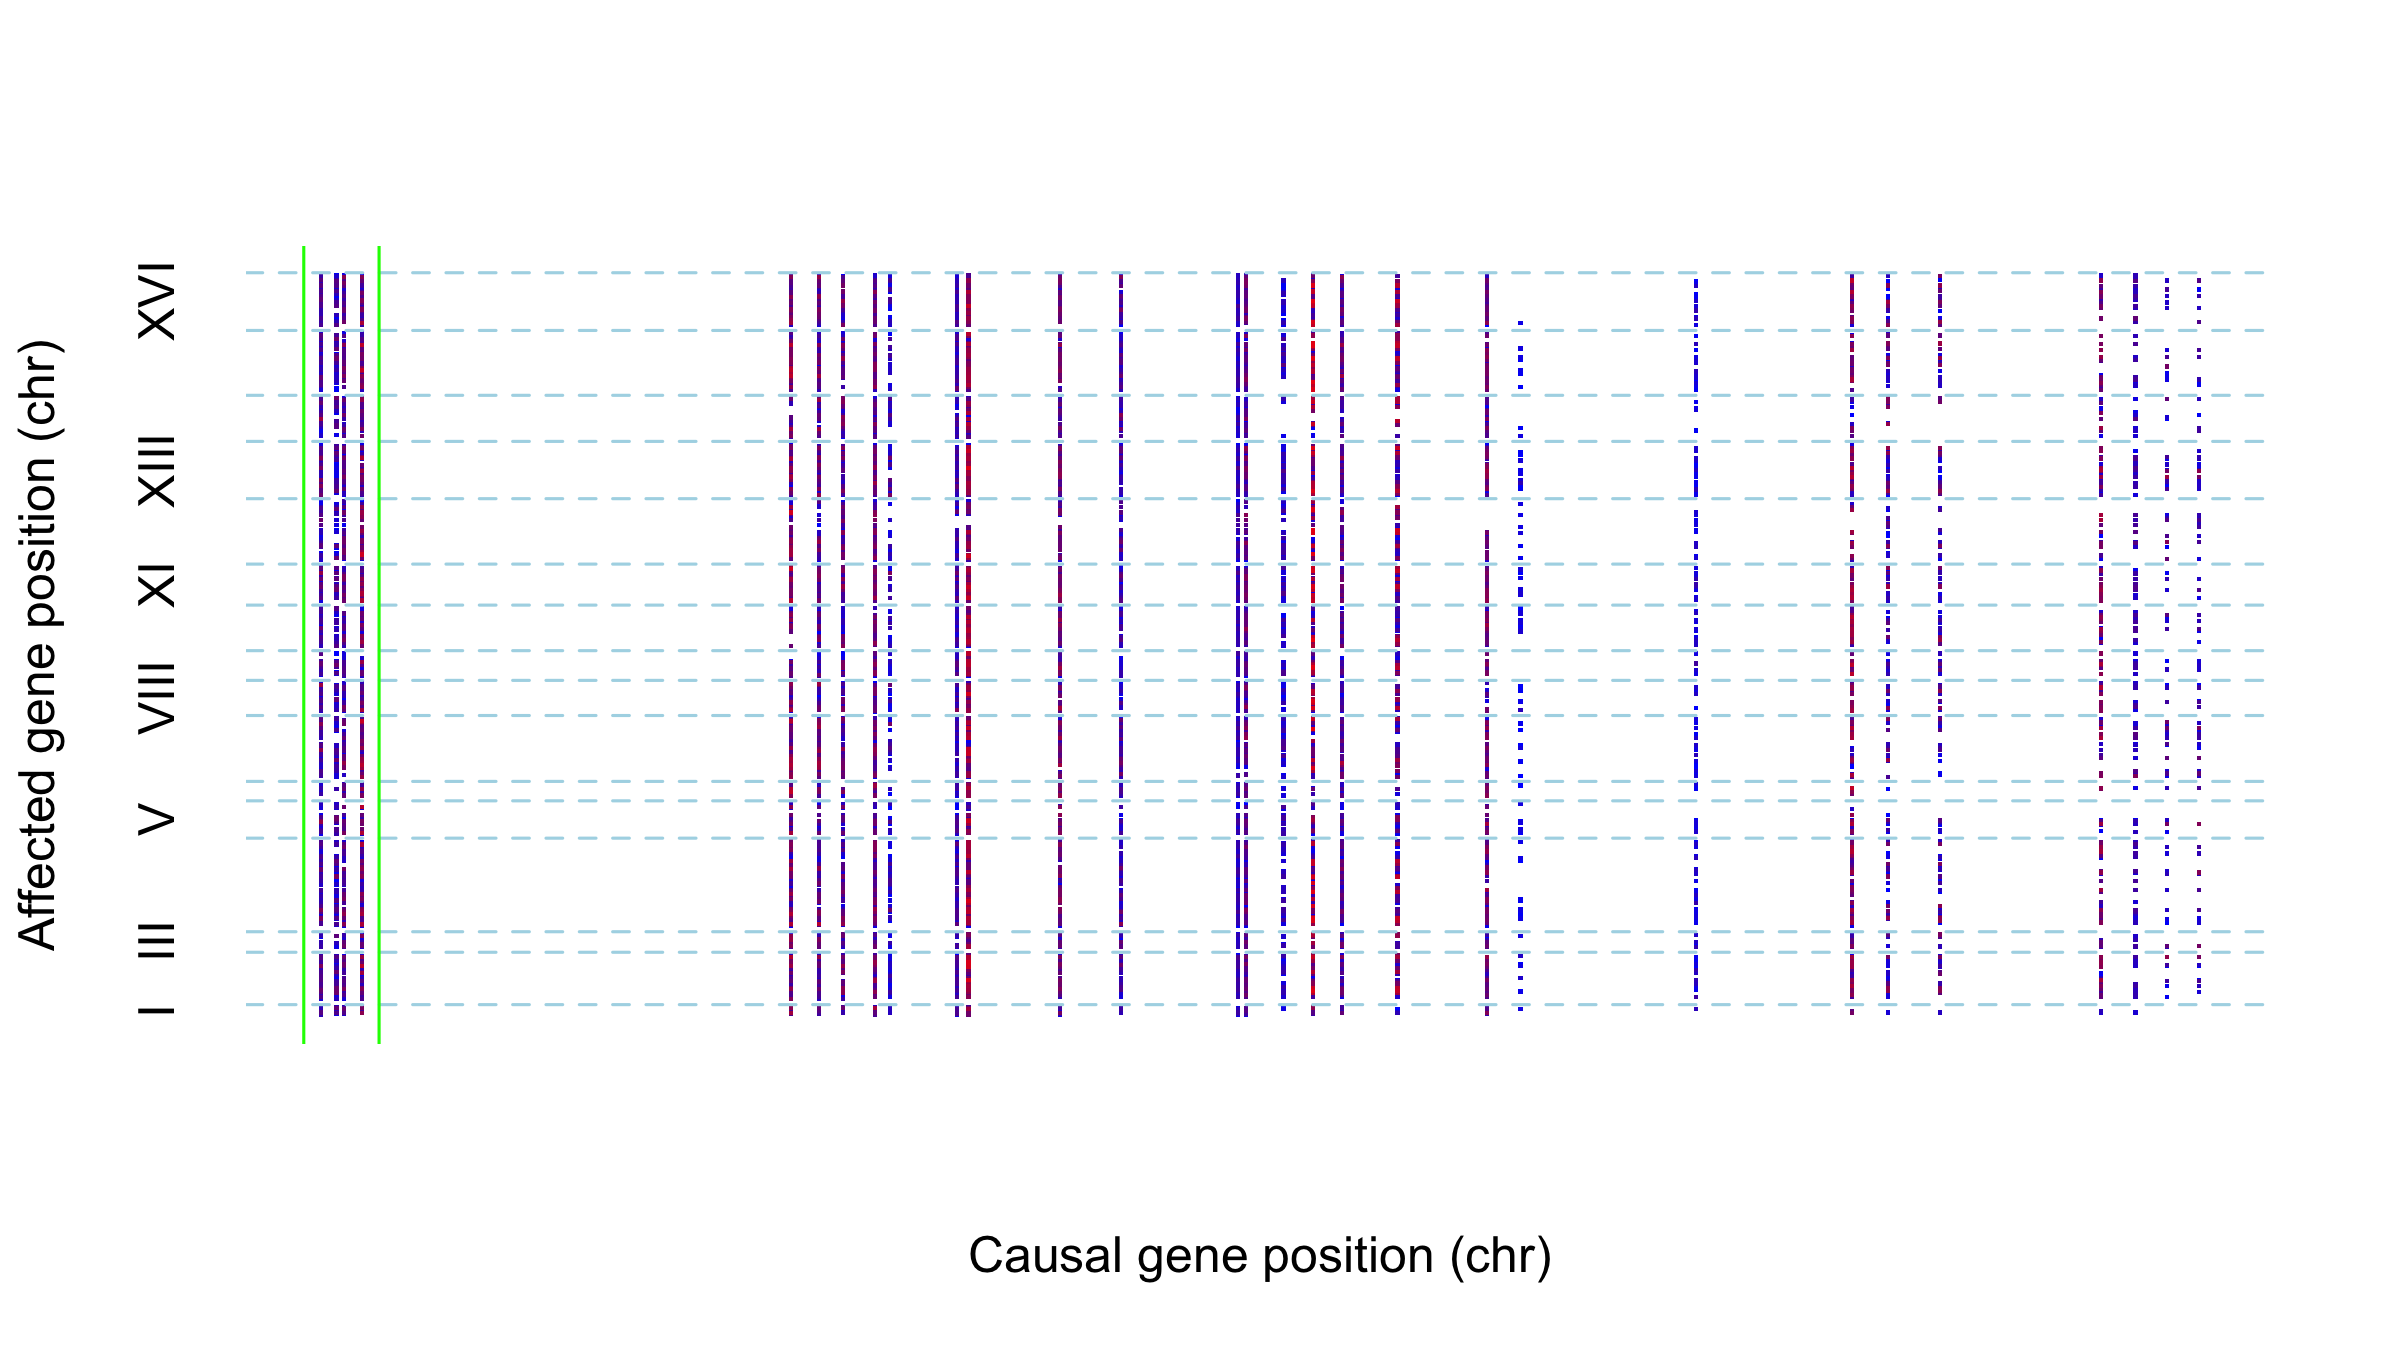 Affected gene position (chr)
XVI
XIII
XI
VIII
V
III
I
Causal gene position (chr)